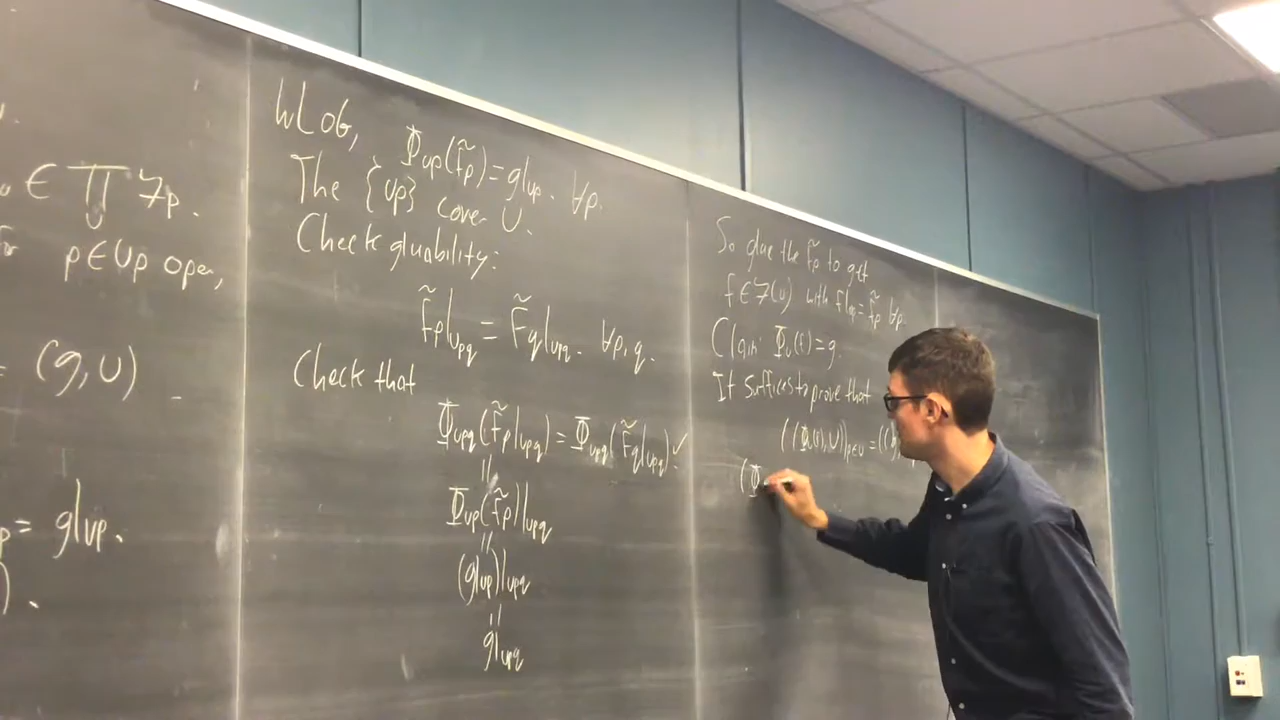 ∈ ∏ ℱp.
p∈Up open,
= (g,U)
= g|Up.
WLOG, Φ_Up(f̃p) = g|Up. ∀p.
The {Up} cover U.
Check gluability:
f̃p|Upq = f̃q|Upq. ∀p,q.
Check that
Φ_Upq(f̃p|Upq) = Φ_Upq(f̃q|Upq) ✓
||
Φ_Up(f̃p)|Upq
||
(g|Up)|Upq
||
g|Upq
So glue the f̃p to get
f∈ℱ(U) with f|Up = f̃p ∀p.
Claim: Φ_U(f) = g.
It suffices to prove that
((Φ_U(f),U))p∈U = ((g
(Φ